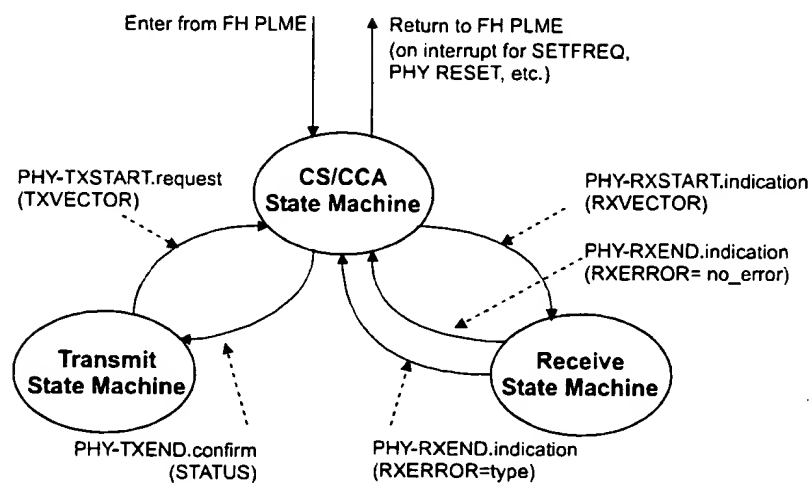 Enter from FH PLME
Return to FH PLME
(on interrupt for SETFREQ,
PHY RESET, etc.)
CS/CCA
State Machine
PHY-TXSTART.request
(TXVECTOR)
PHY-RXSTART.indication
(RXVECTOR)
PHY-RXEND.indication
(RXERROR= no_error)
Transmit
State Machine
Receive
State Machine
PHY-TXEND.confirm
(STATUS)
PHY-RXEND.indication
(RXERROR=type)